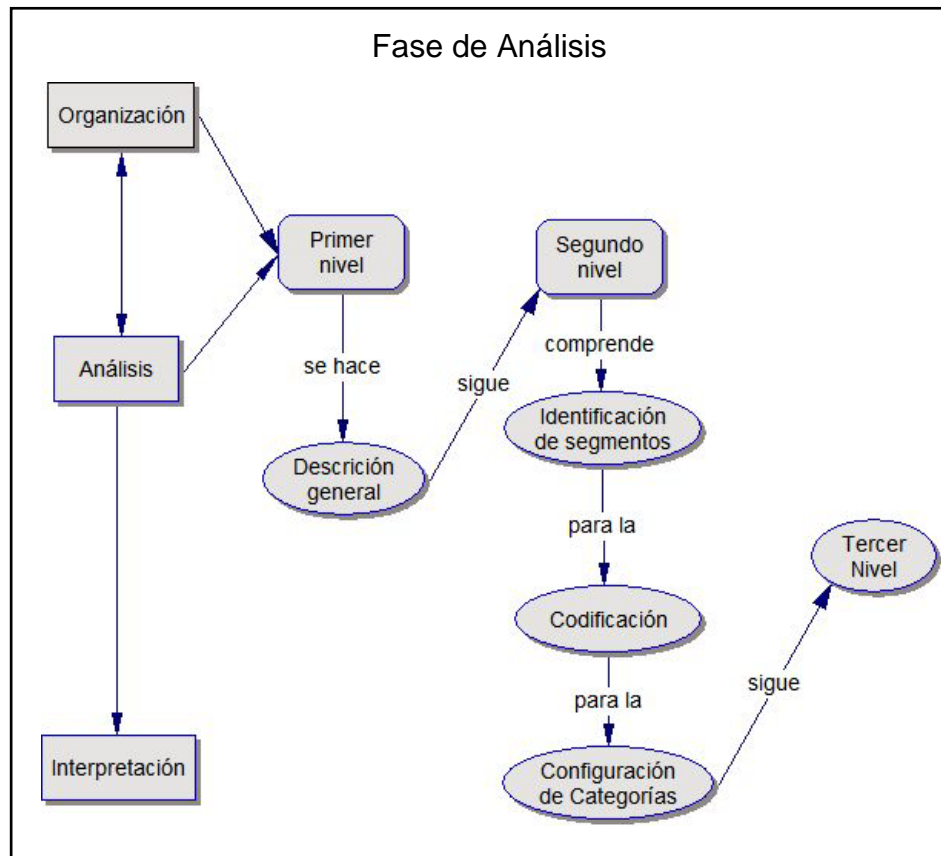 Fase de Análisis
Organización
Primer
nivel
Segundo
nivel
Análisis
se hace
comprende
sigue
Identificación
de segmentos
Descrición
general
para la
Tercer
Nivel
Codificación
sigue
para la
Interpretación
Configuración
de Categorías